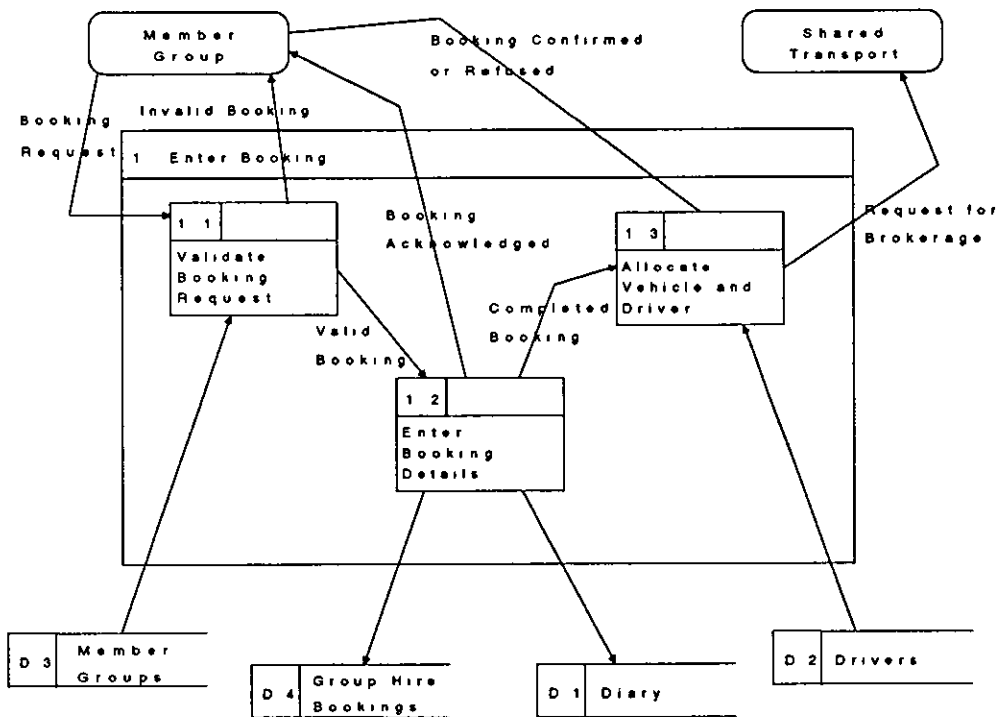 Member
Group
Booking Confirmed
or Refused
Shared
Transport
Invalid Booking
Booking
Request
1 Enter Booking
1 1
Validate
Booking
Request
Booking
Acknowledged
1 3
Allocate
Vehicle and
Driver
Request for
Brokerage
Valid
Booking
Completed
Booking
1 2
Enter
Booking
Details
D 3
Member
Groups
D 4
Group Hire
Bookings
D 1
Diary
D 2
Drivers